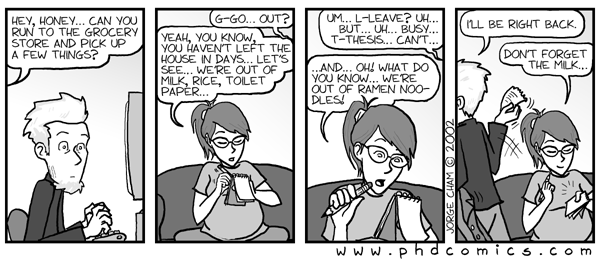 HEY, HONEY... CAN YOU
RUN TO THE GROCERY
STORE AND PICK UP
A FEW THINGS?
G-GO... OUT?
YEAH, YOU KNOW,
YOU HAVEN'T LEFT THE
HOUSE IN DAYS... LET'S
SEE... WE'RE OUT OF
MILK, RICE, TOILET
PAPER...
UM... L-LEAVE? UH...
BUT... UH... BUSY...
T-THESIS... CAN'T...
...AND... OH! WHAT DO
YOU KNOW... WE'RE
OUT OF RAMEN NOO-
DLES!
I'LL BE RIGHT BACK.
DON'T FORGET
THE MILK...
JORGE CHAM © 2002
www.phdcomics.com